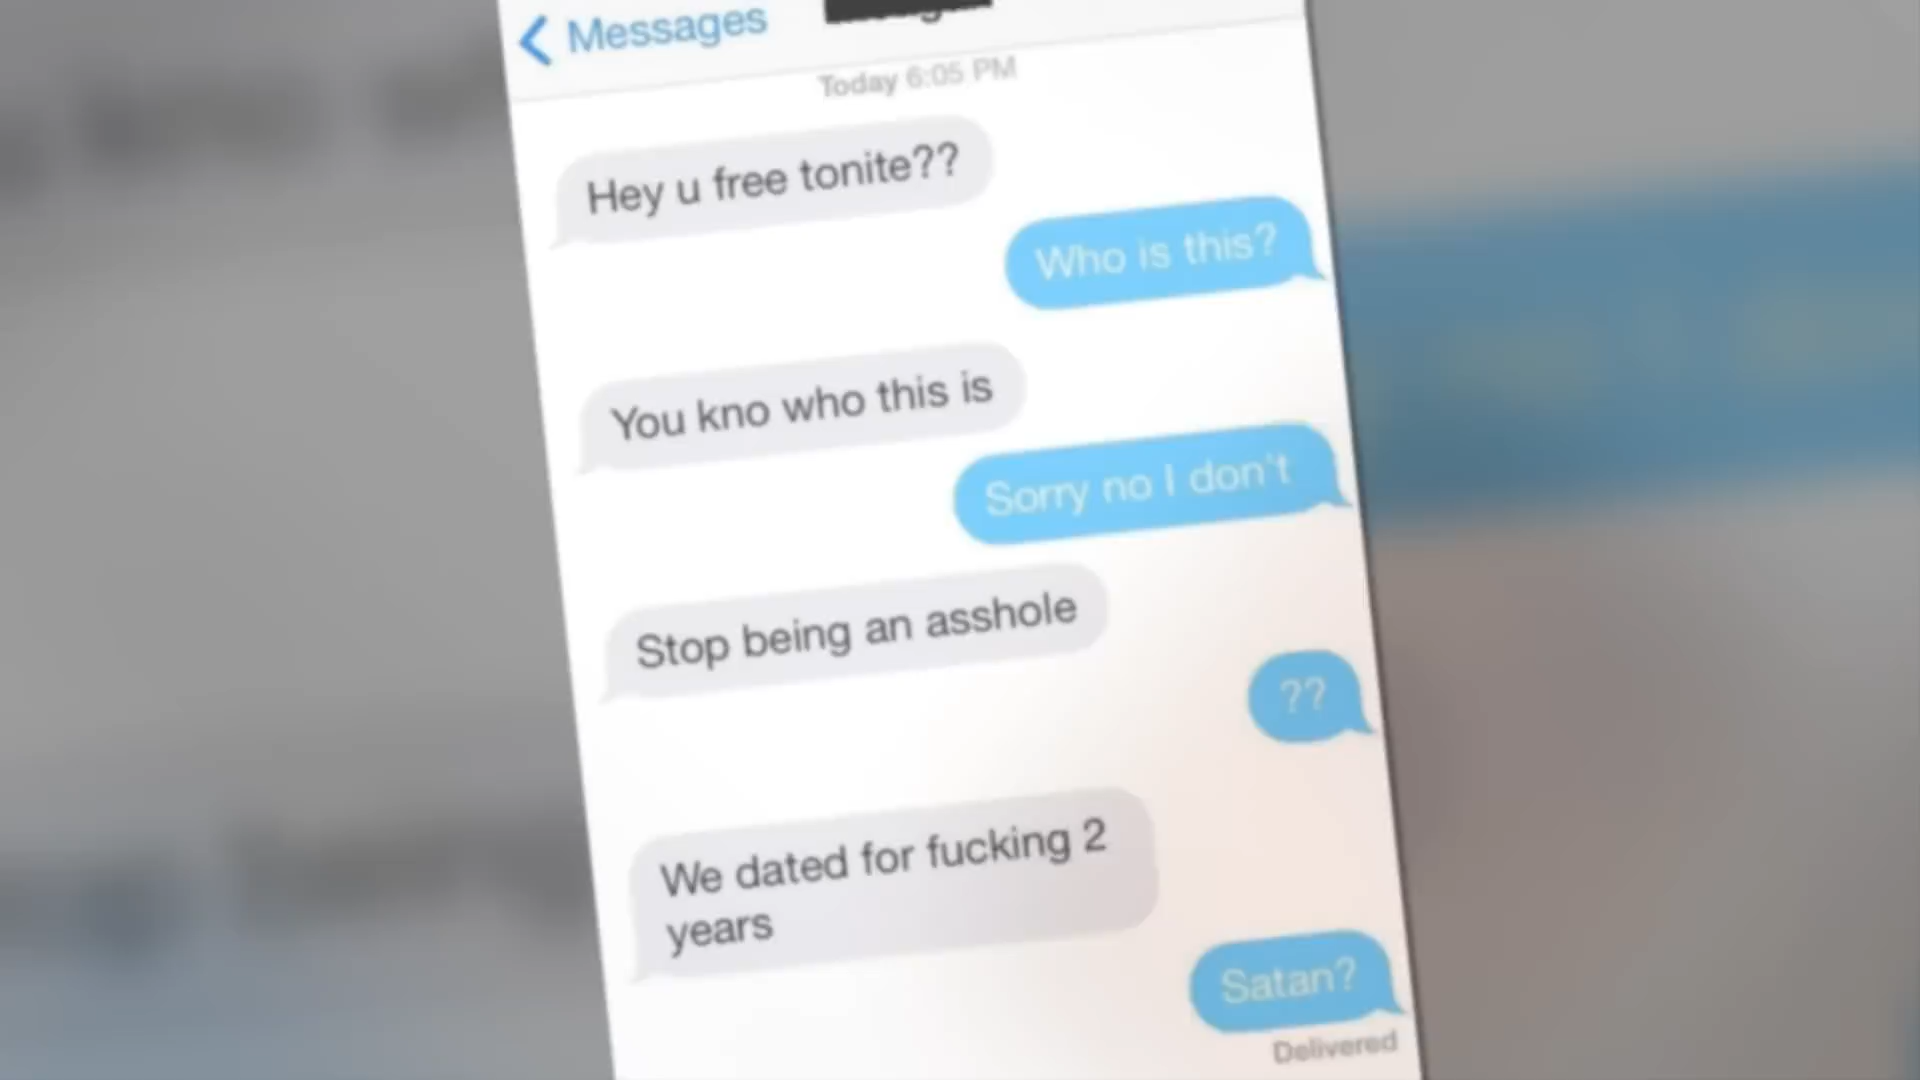 Messages
Today 6:05 PM
Hey u free tonite??
Who is this?
You kno who this is
Sorry no I don't
Stop being an asshole
??
We dated for fucking 2
years
Satan?
Delivered